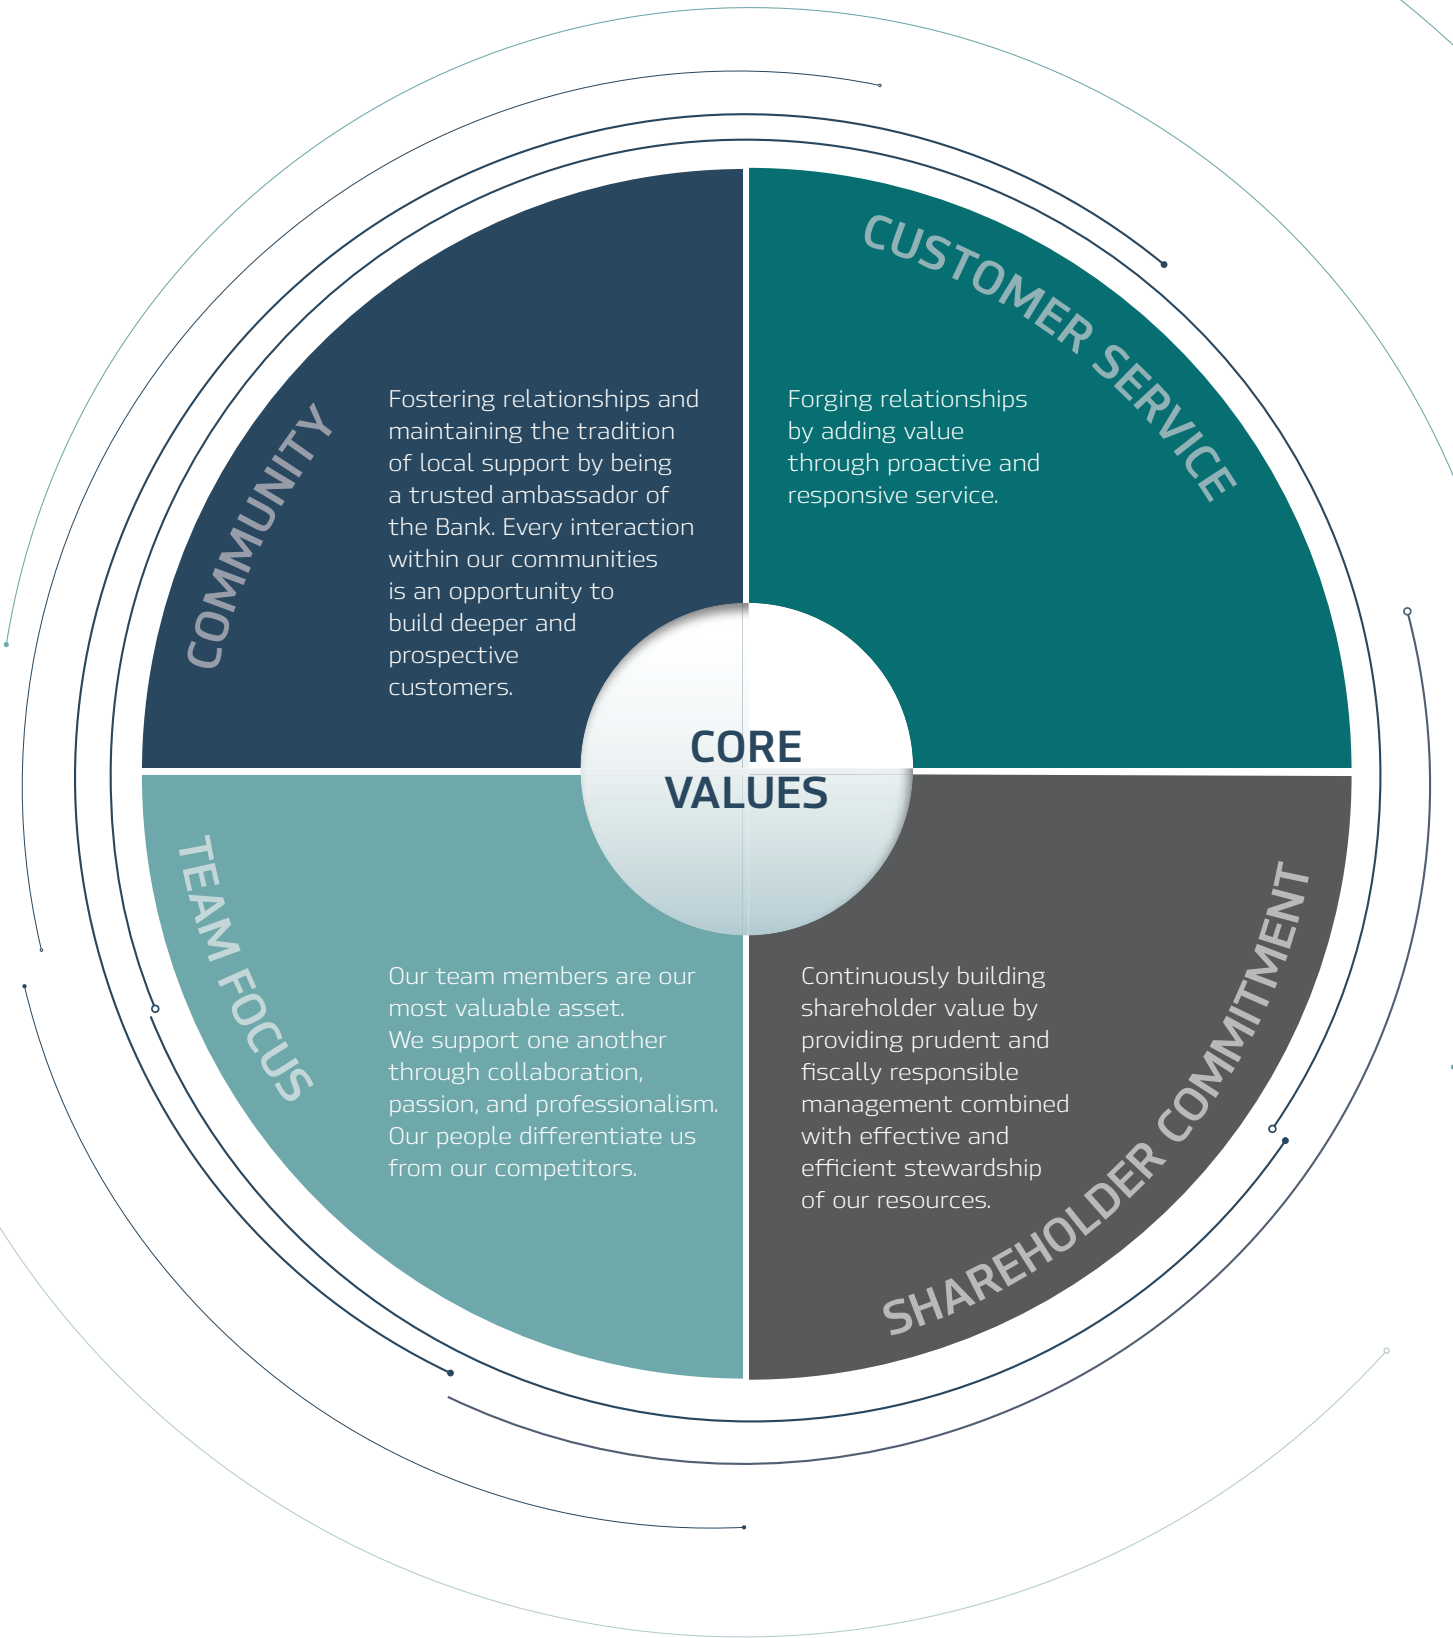 COMMUNITY
Fostering relationships and
maintaining the tradition
of local support by being
a trusted ambassador of
the Bank. Every interaction
within our communities
is an opportunity to
build deeper and
prospective
customers.
CUSTOMER SERVICE
Forging relationships
by adding value
through proactive and
responsive service.
CORE
VALUES
TEAM FOCUS
Our team members are our
most valuable asset.
We support one another
through collaboration,
passion, and professionalism.
Our people differentiate us
from our competitors.
SHAREHOLDER COMMITMENT
Continuously building
shareholder value by
providing prudent and
fiscally responsible
management combined
with effective and
efficient stewardship
of our resources.